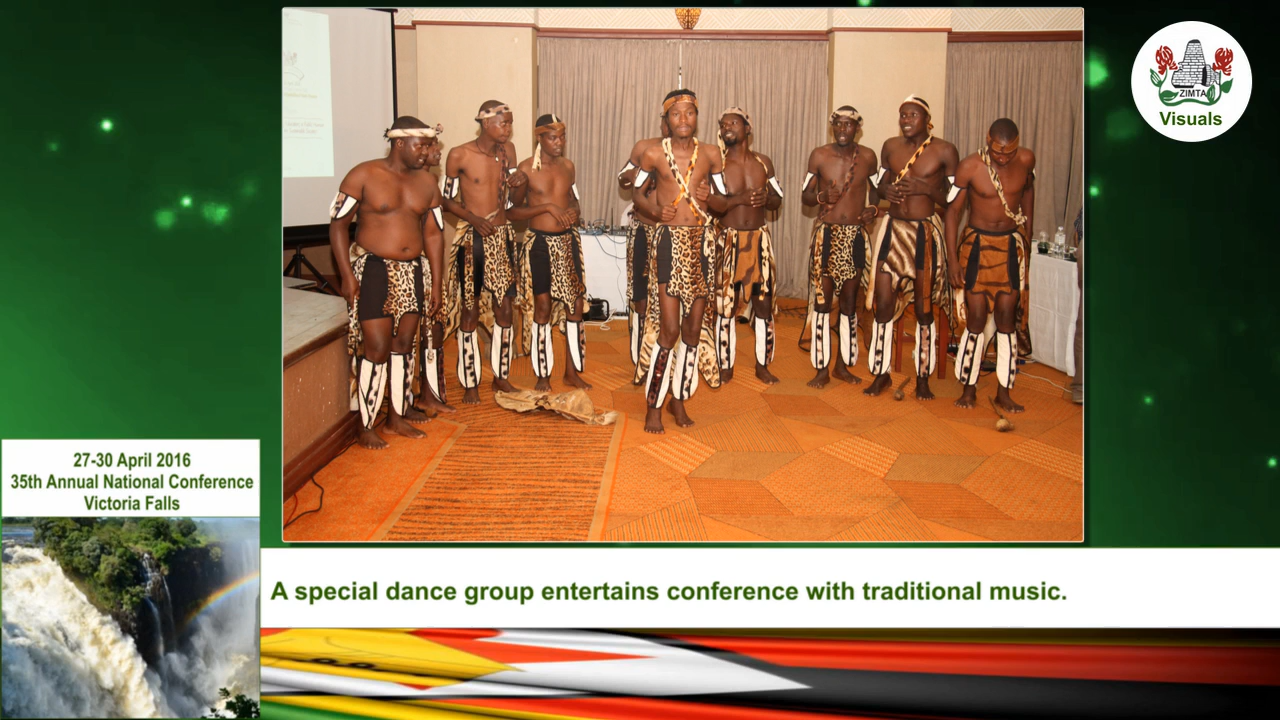 ZIMTA
Visuals
27-30 April 2016
35th Annual National Conference
Victoria Falls
A special dance group entertains conference with traditional music.